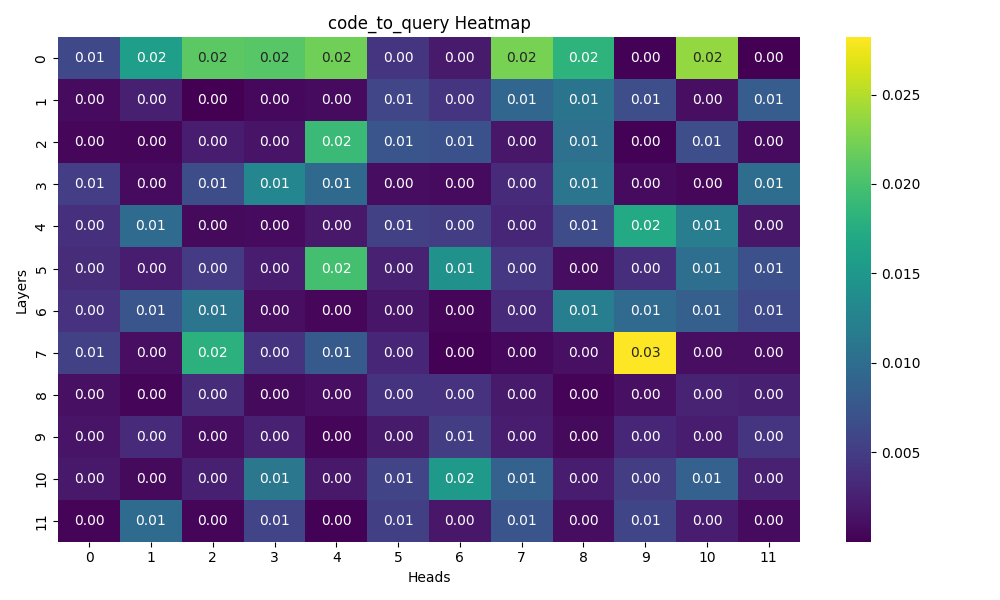 code_to_query Heatmap
0 0.01 0.02 0.02 0.02 0.02 0.00 0.00 0.02 0.02 0.00 0.02 0.00
1 0.00 0.00 0.00 0.00 0.00 0.01 0.00 0.01 0.01 0.01 0.00 0.01
2 0.00 0.00 0.00 0.00 0.02 0.01 0.01 0.00 0.01 0.00 0.01 0.00
3 0.01 0.00 0.01 0.01 0.01 0.00 0.00 0.00 0.01 0.00 0.00 0.01
4 0.00 0.01 0.00 0.00 0.00 0.01 0.00 0.00 0.01 0.02 0.01 0.00
5 0.00 0.00 0.00 0.00 0.02 0.00 0.01 0.00 0.00 0.00 0.01 0.01
6 0.00 0.01 0.01 0.00 0.00 0.00 0.00 0.00 0.01 0.01 0.01 0.01
7 0.01 0.00 0.02 0.00 0.01 0.00 0.00 0.00 0.00 0.03 0.00 0.00
8 0.00 0.00 0.00 0.00 0.00 0.00 0.00 0.00 0.00 0.00 0.00 0.00
9 0.00 0.00 0.00 0.00 0.00 0.00 0.01 0.00 0.00 0.00 0.00 0.00
10 0.00 0.00 0.00 0.01 0.00 0.01 0.02 0.01 0.00 0.00 0.01 0.00
11 0.00 0.01 0.00 0.01 0.00 0.01 0.00 0.01 0.00 0.01 0.00 0.00
0 1 2 3 4 5 6 7 8 9 10 11
Heads
Layers
0.025
0.020
0.015
0.010
0.005